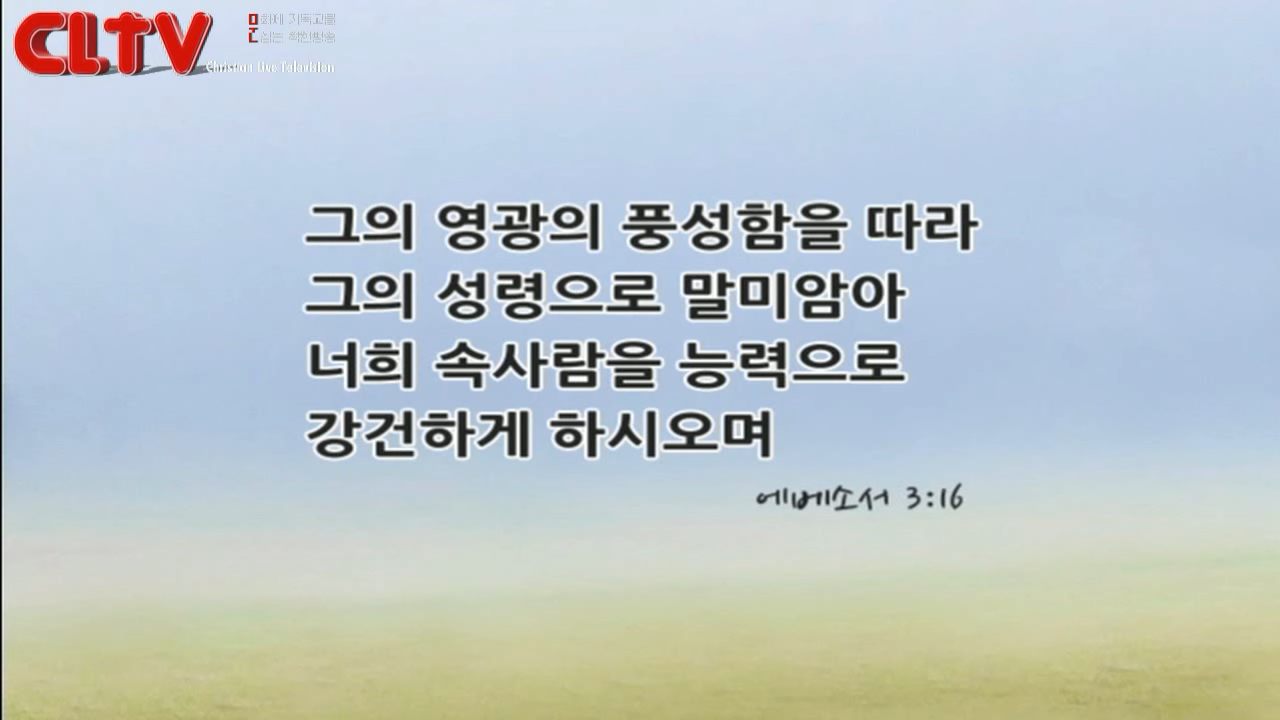 CLTV
Christian Live Television
그의 영광의 풍성함을 따라
그의 성령으로 말미암아
너희 속사람을 능력으로
강건하게 하시오며
에베소서 3:16